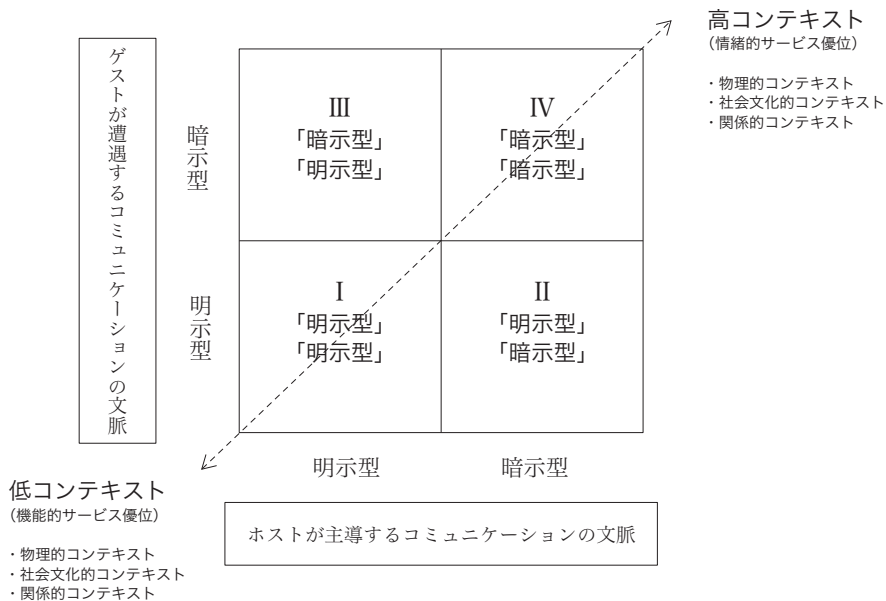 高コンテキスト
(情緒的サービス優位)
・物理的コンテキスト
・社会文化的コンテキスト
・関係的コンテキスト
ゲストが遭遇するコミュニケーションの文脈
暗示型
明示型
Ⅲ
「暗示型」
「明示型」
Ⅳ
「暗示型」
「暗示型」
Ⅰ
「明示型」
「明示型」
Ⅱ
「明示型」
「暗示型」
明示型
暗示型
ホストが主導するコミュニケーションの文脈
低コンテキスト
(機能的サービス優位)
・物理的コンテキスト
・社会文化的コンテキスト
・関係的コンテキスト